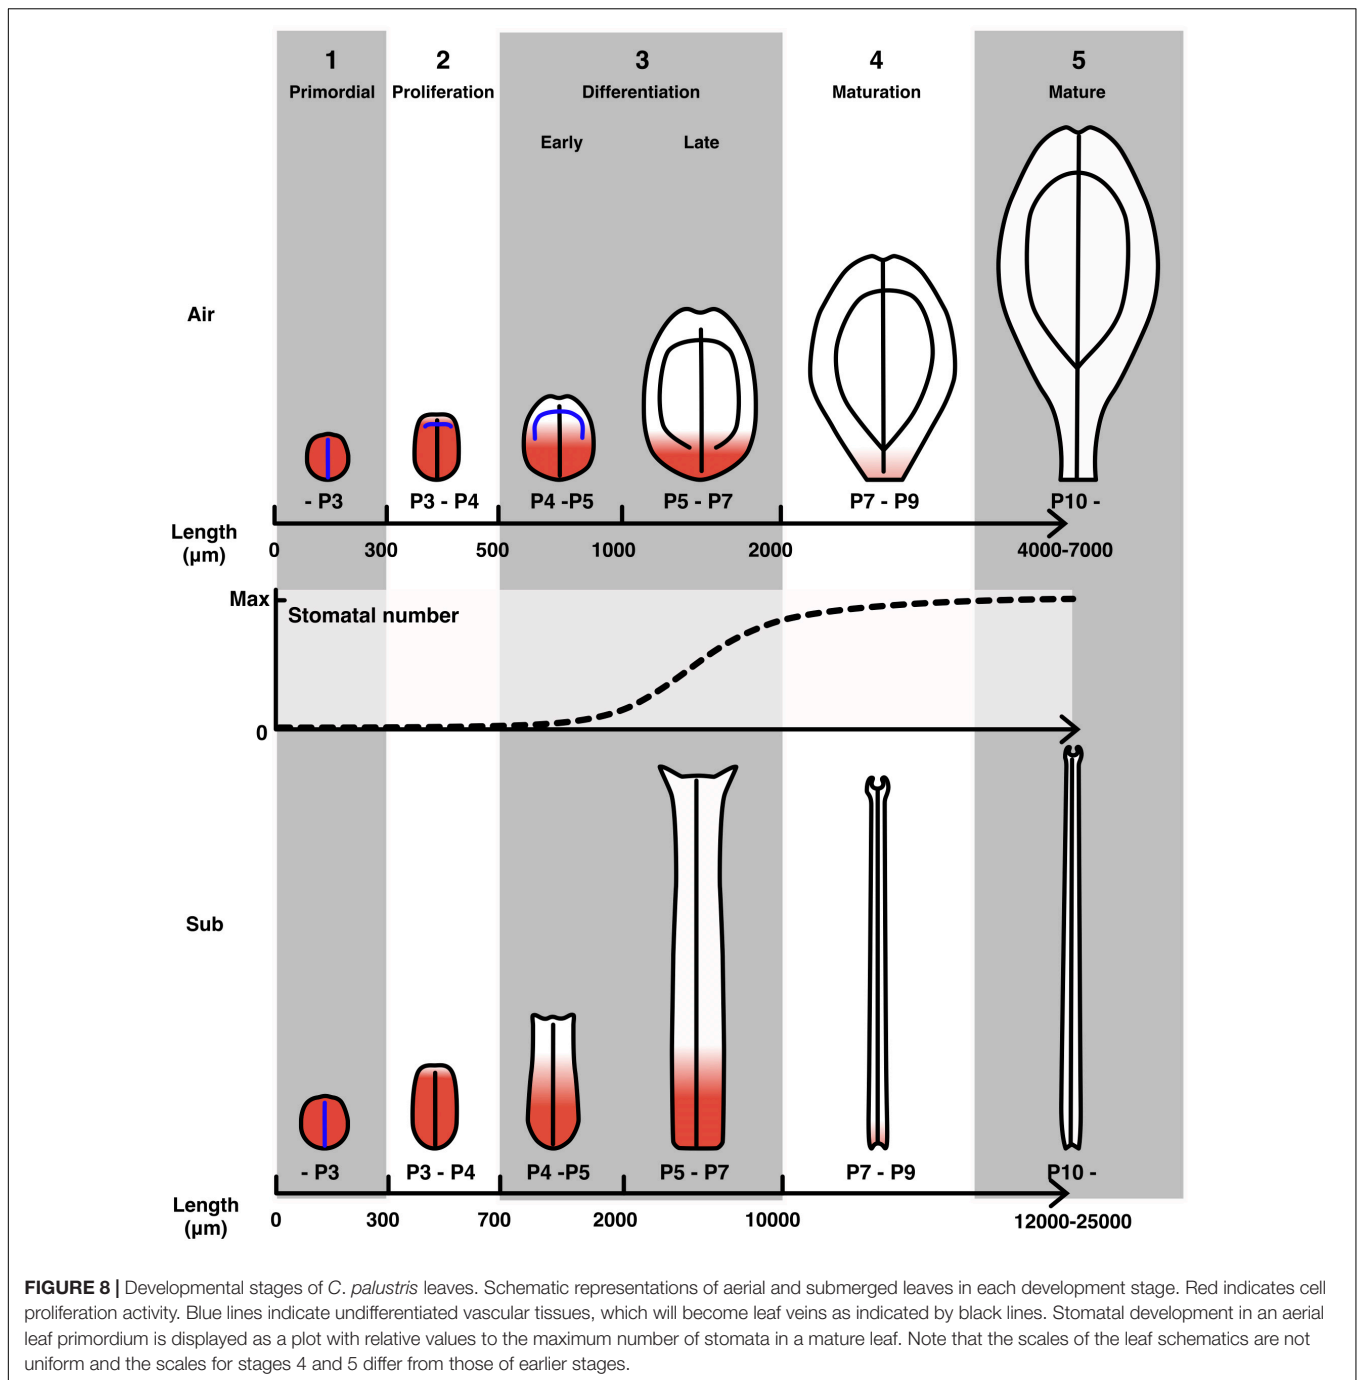 1 2 3 4 5
Primordial Proliferation Differentiation Maturation Mature
Early Late
Air
- P3 P3 - P4 P4 -P5 P5 - P7 P7 - P9 P10 -
Length
(µm)
0 300 500 1000 2000 4000-7000
Max
Stomatal number
0
Sub
- P3 P3 - P4 P4 -P5 P5 - P7 P7 - P9 P10 -
Length
(µm)
0 300 700 2000 10000 12000-25000
FIGURE 8 | Developmental stages of C. palustris leaves. Schematic representations of aerial and submerged leaves in each development stage. Red indicates cell
proliferation activity. Blue lines indicate undifferentiated vascular tissues, which will become leaf veins as indicated by black lines. Stomatal development in an aerial
leaf primordium is displayed as a plot with relative values to the maximum number of stomata in a mature leaf. Note that the scales of the leaf schematics are not
uniform and the scales for stages 4 and 5 differ from those of earlier stages.